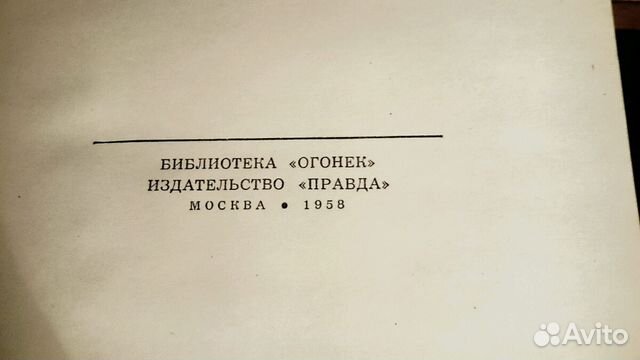 БИБЛИОТЕКА «ОГОНЕК»
ИЗДАТЕЛЬСТВО «ПРАВДА»
МОСКВА • 1958
Avito